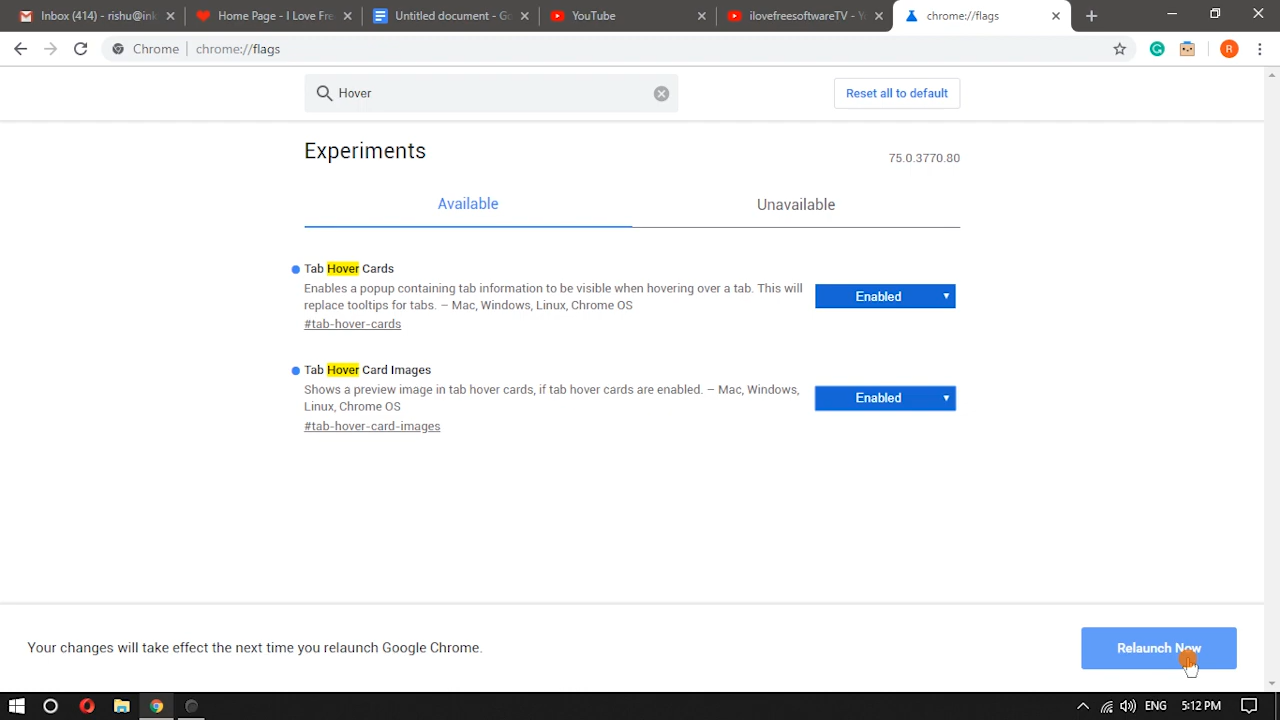 Inbox (414) - rishu@ink
Home Page - I Love Fre
Untitled document - Go
YouTube
ilovefreesoftwareTV - Y
chrome://flags
Chrome
chrome://flags
R
Hover
Reset all to default
Experiments
75.0.3770.80
Available
Unavailable
Tab Hover Cards
Enables a popup containing tab information to be visible when hovering over a tab. This will
replace tooltips for tabs. – Mac, Windows, Linux, Chrome OS
#tab-hover-cards
Enabled
Tab Hover Card Images
Shows a preview image in tab hover cards, if tab hover cards are enabled. – Mac, Windows,
Linux, Chrome OS
#tab-hover-card-images
Enabled
Your changes will take effect the next time you relaunch Google Chrome.
Relaunch Now
ENG
5:12 PM